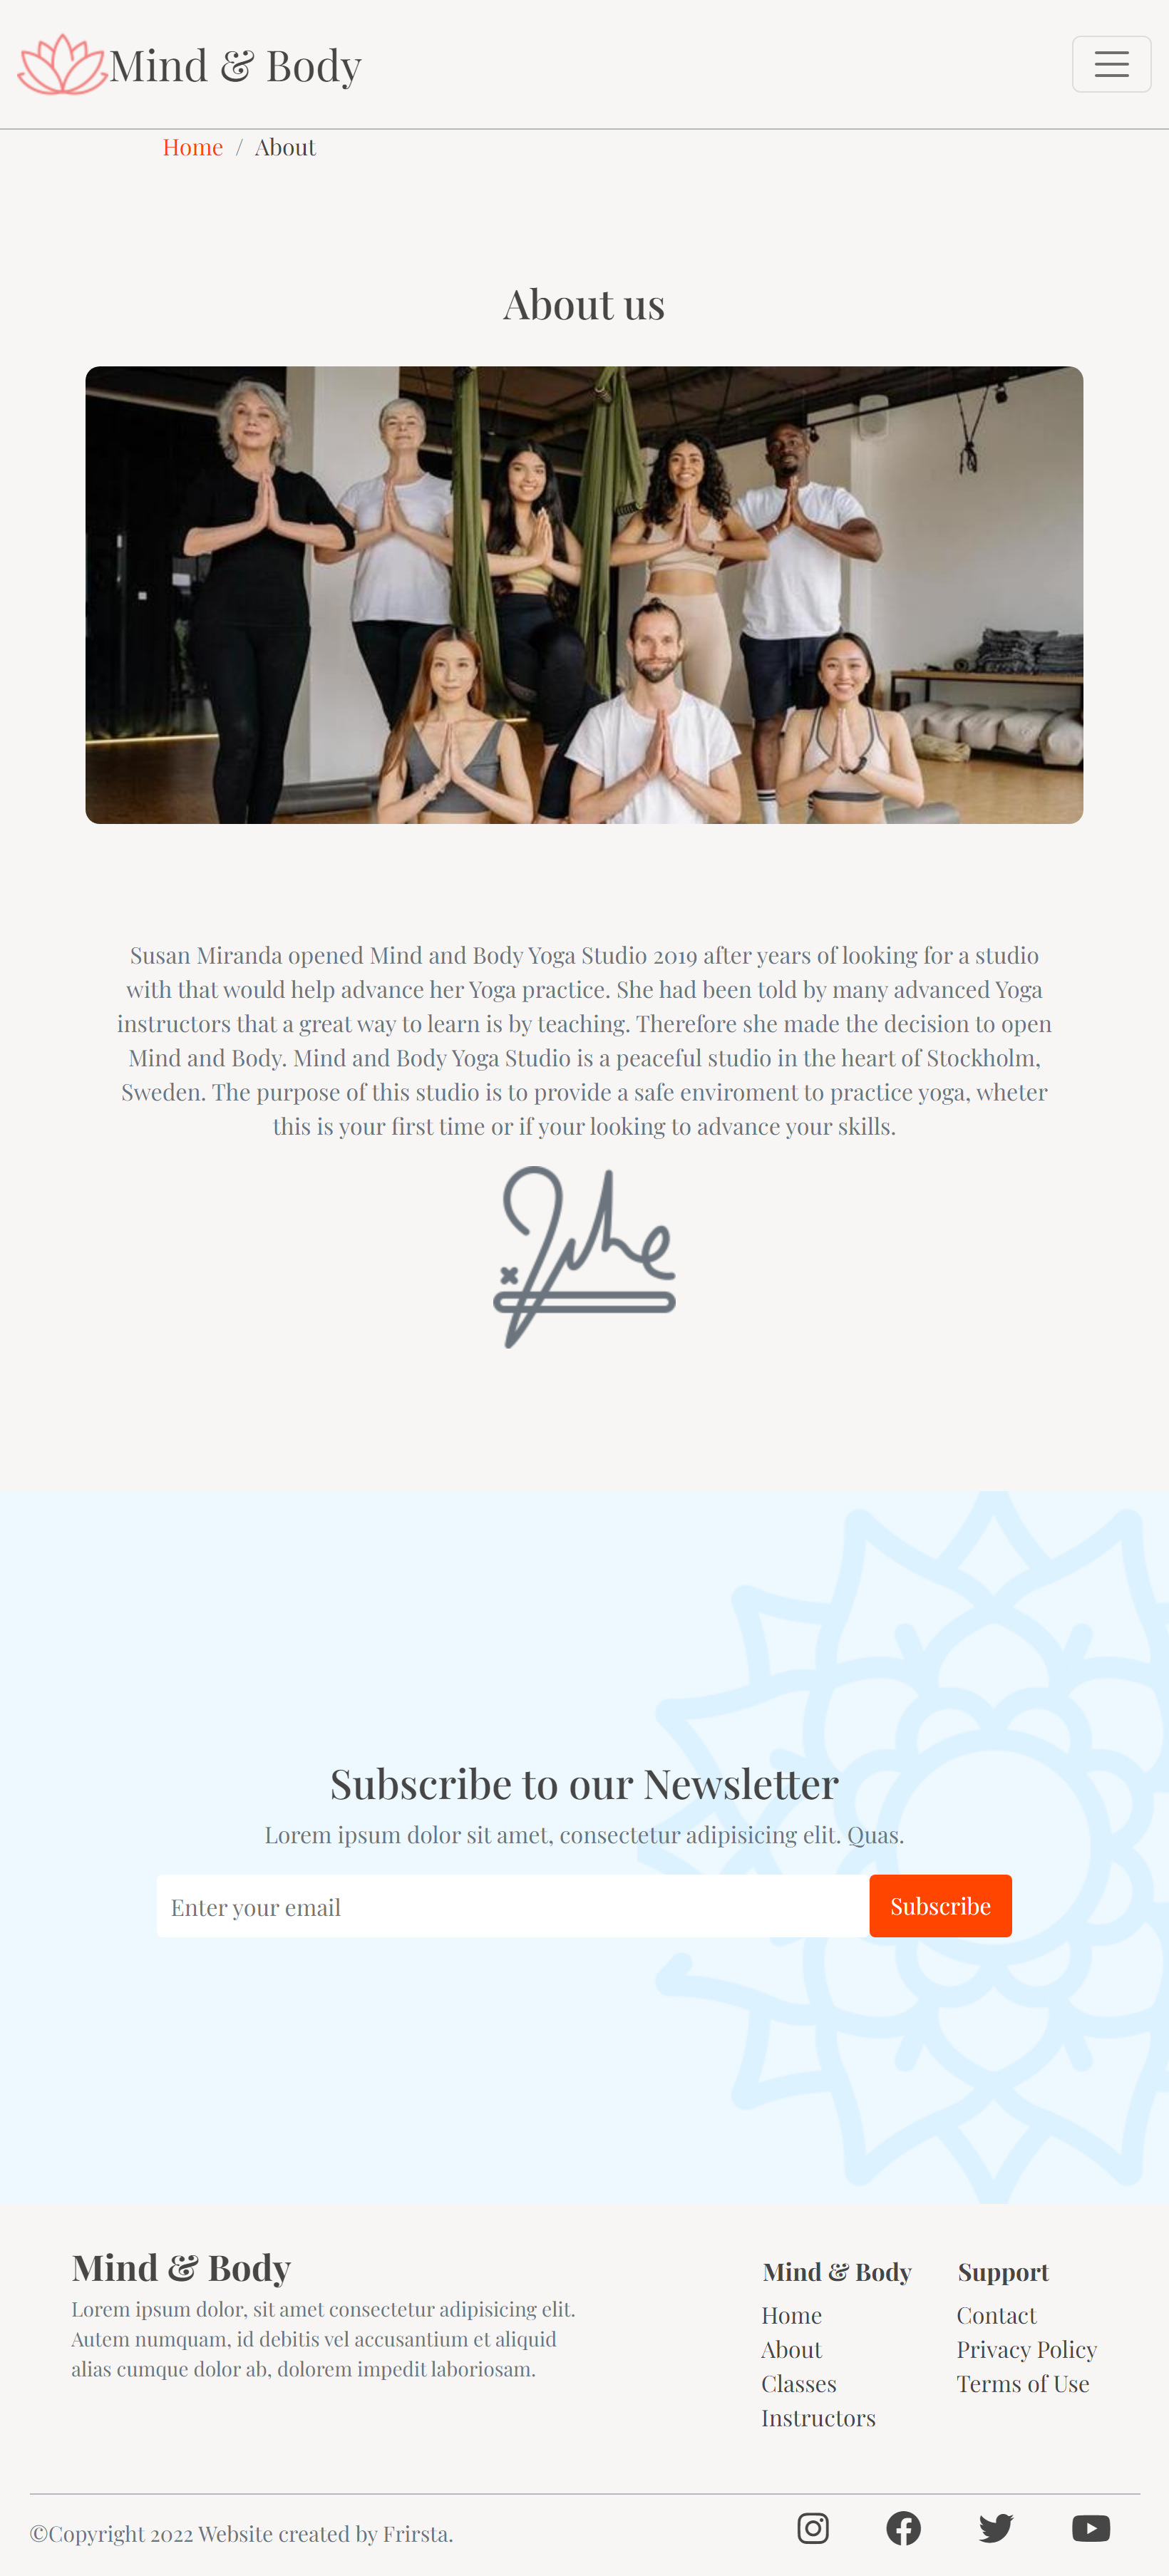 Mind & Body
Home / About
About us
Susan Miranda opened Mind and Body Yoga Studio 2019 after years of looking for a studio
with that would help advance her Yoga practice. She had been told by many advanced Yoga
instructors that a great way to learn is by teaching. Therefore she made the decision to open
Mind and Body. Mind and Body Yoga Studio is a peaceful studio in the heart of Stockholm,
Sweden. The purpose of this studio is to provide a safe enviroment to practice yoga, wheter
this is your first time or if your looking to advance your skills.
Subscribe to our Newsletter
Lorem ipsum dolor sit amet, consectetur adipisicing elit. Quas.
Enter your email
Subscribe
Mind & Body
Lorem ipsum dolor, sit amet consectetur adipisicing elit.
Autem numquam, id debitis vel accusantium et aliquid
alias cumque dolor ab, dolorem impedit laboriosam.
Mind & Body
Home
About
Classes
Instructors
Support
Contact
Privacy Policy
Terms of Use
©Copyright 2022 Website created by Frirsta.